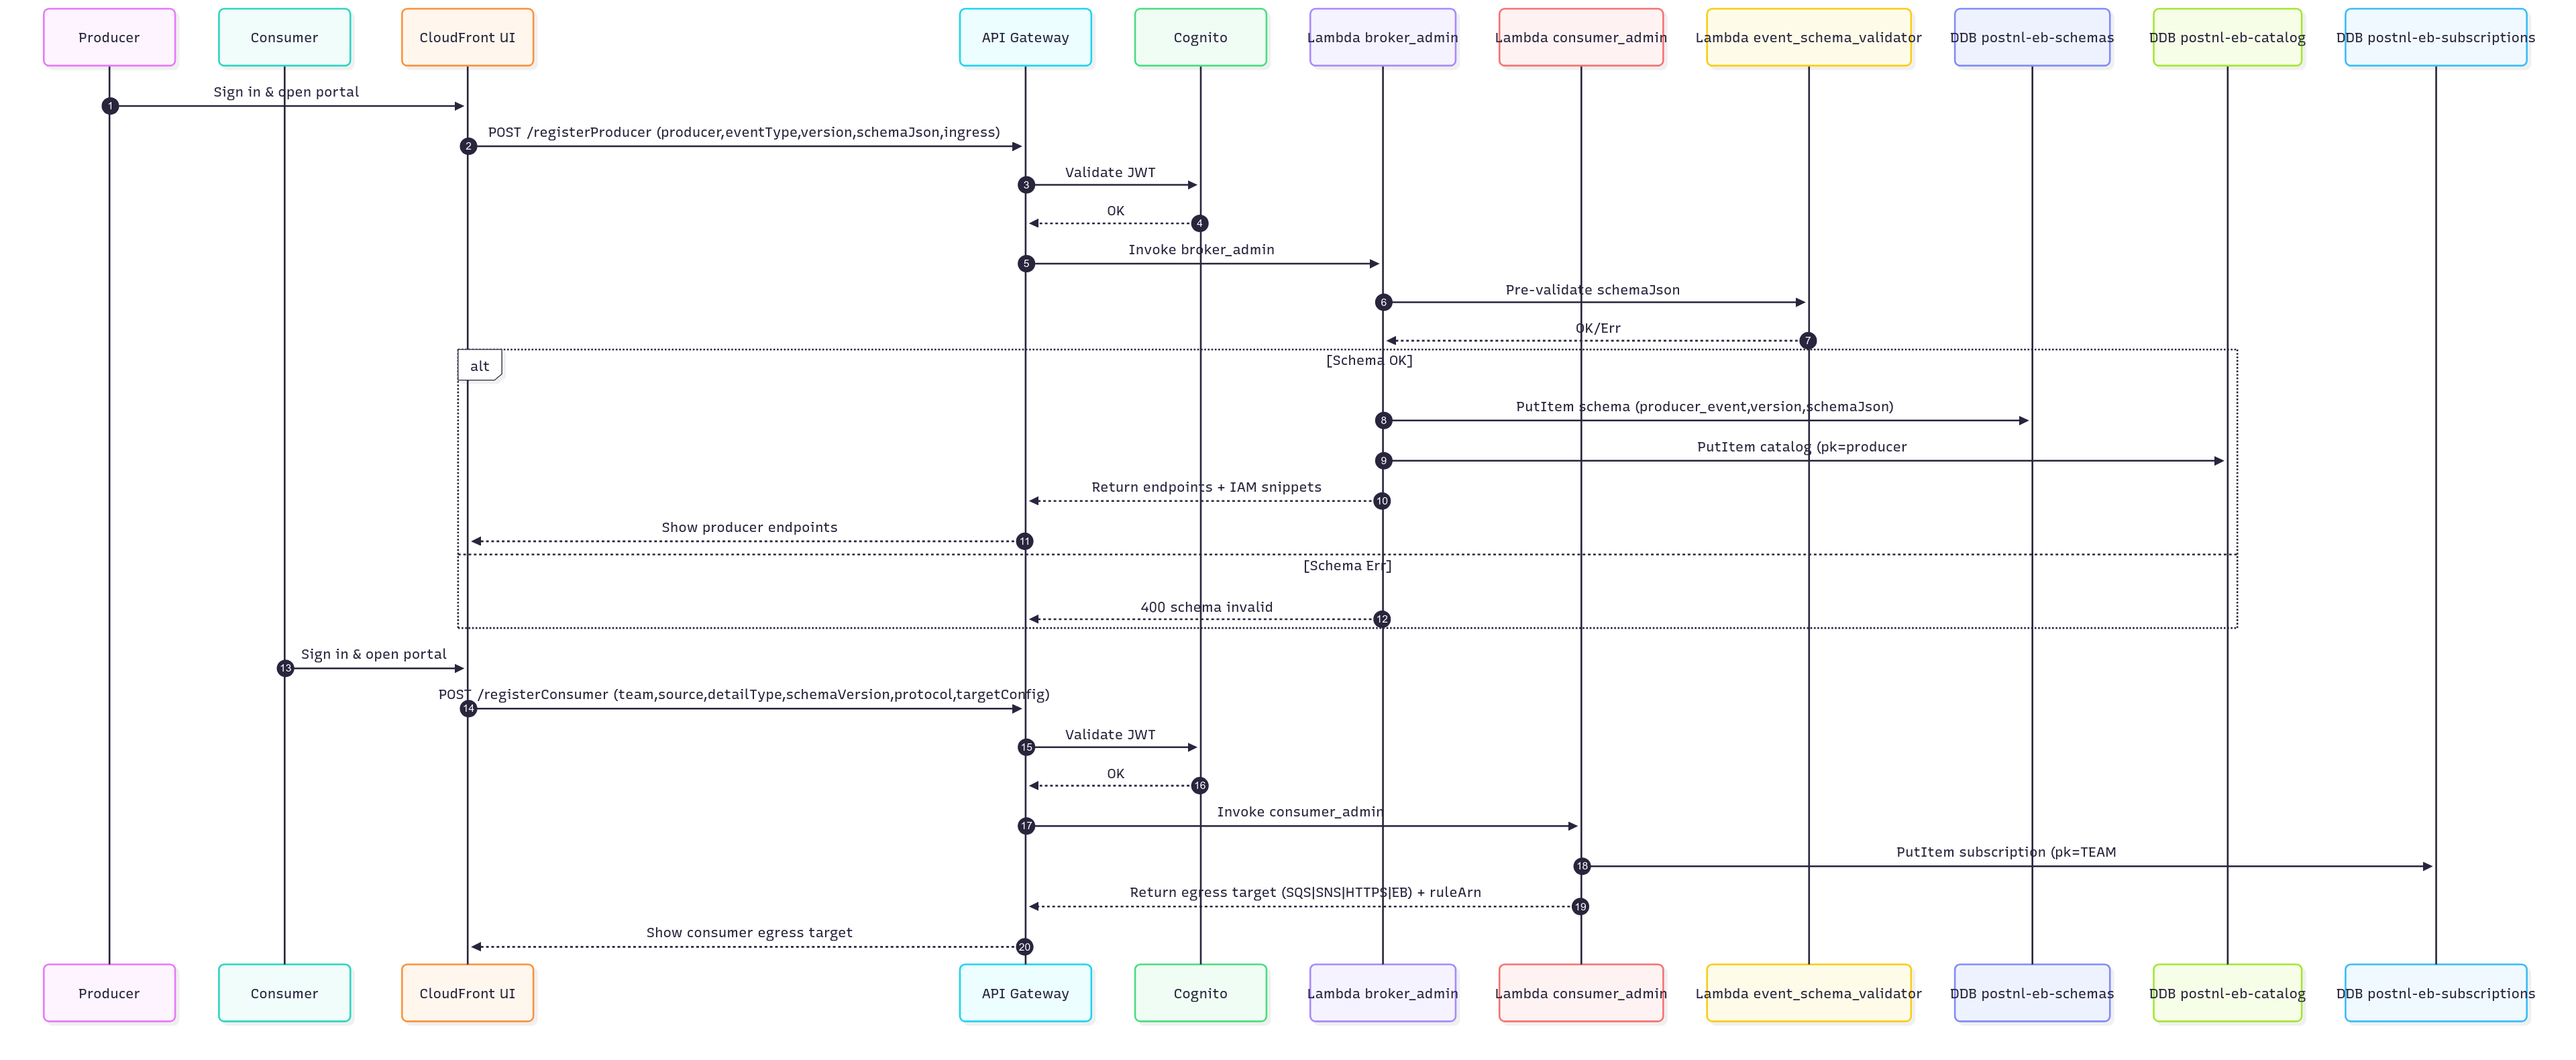 Producer
Consumer
CloudFront UI
API Gateway
Cognito
Lambda broker_admin
Lambda consumer_admin
Lambda event_schema_validator
DDB postnl-eb-schemas
DDB postnl-eb-catalog
DDB postnl-eb-subscriptions
Sign in & open portal
1
POST /registerProducer (producer,eventType,version,schemaJson,ingress)
2
Validate JWT
3
OK
4
Invoke broker_admin
5
Pre-validate schemaJson
6
OK/Err
7
alt
[Schema OK]
PutItem schema (producer_event,version,schemaJson)
8
PutItem catalog (pk=producer
9
Return endpoints + IAM snippets
10
Show producer endpoints
11
[Schema Err]
400 schema invalid
12
Sign in & open portal
13
POST /registerConsumer (team,source,detailType,schemaVersion,protocol,targetConfig)
14
Validate JWT
15
OK
16
Invoke consumer_admin
17
PutItem subscription (pk=TEAM
18
Return egress target (SQS|SNS|HTTPS|EB) + ruleArn
19
Show consumer egress target
20
Producer
Consumer
CloudFront UI
API Gateway
Cognito
Lambda broker_admin
Lambda consumer_admin
Lambda event_schema_validator
DDB postnl-eb-schemas
DDB postnl-eb-catalog
DDB postnl-eb-subscriptions